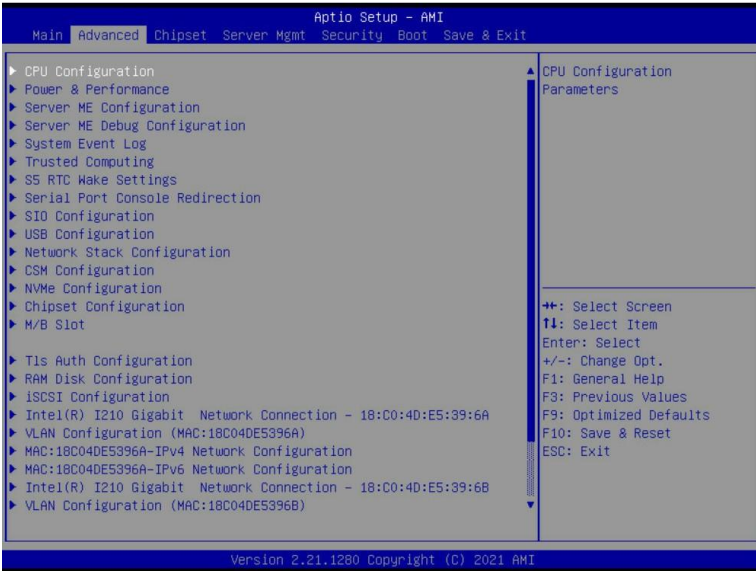 Aptio Setup – AMI
Main Advanced Chipset Server Mgmt Security Boot Save & Exit
CPU Configuration
Power & Performance
Server ME Configuration
Server ME Debug Configuration
System Event Log
Trusted Computing
S5 RTC Wake Settings
Serial Port Console Redirection
SIO Configuration
USB Configuration
Network Stack Configuration
CSM Configuration
NVMe Configuration
Chipset Configuration
M/B Slot
Tls Auth Configuration
RAM Disk Configuration
iSCSI Configuration
Intel(R) I210 Gigabit  Network Connection – 18:C0:4D:E5:39:6A
VLAN Configuration (MAC:18C04DE5396A)
MAC:18C04DE5396A-IPv4 Network Configuration
MAC:18C04DE5396A-IPv6 Network Configuration
Intel(R) I210 Gigabit  Network Connection – 18:C0:4D:E5:39:6B
VLAN Configuration (MAC:18C04DE5396B)
CPU Configuration
Parameters
→←: Select Screen
↑↓: Select Item
Enter: Select
+/-: Change Opt.
F1: General Help
F3: Previous Values
F9: Optimized Defaults
F10: Save & Reset
ESC: Exit
Version 2.21.1280 Copyright (C) 2021 AMI